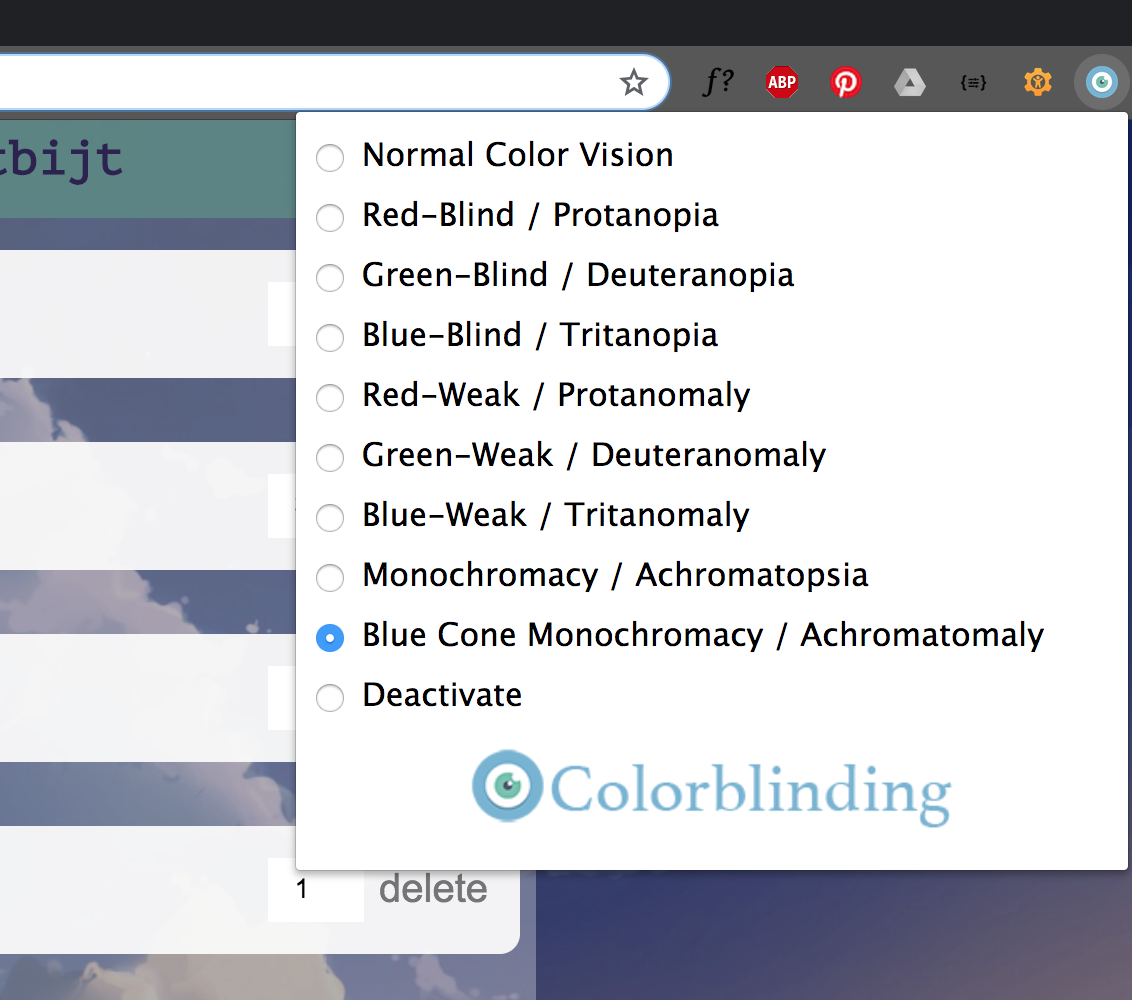 f?
ABP
{≡}
tbijt
Normal Color Vision
Red-Blind / Protanopia
Green-Blind / Deuteranopia
Blue-Blind / Tritanopia
Red-Weak / Protanomaly
Green-Weak / Deuteranomaly
Blue-Weak / Tritanomaly
Monochromacy / Achromatopsia
Blue Cone Monochromacy / Achromatomaly
Deactivate
Colorblinding
1 delete